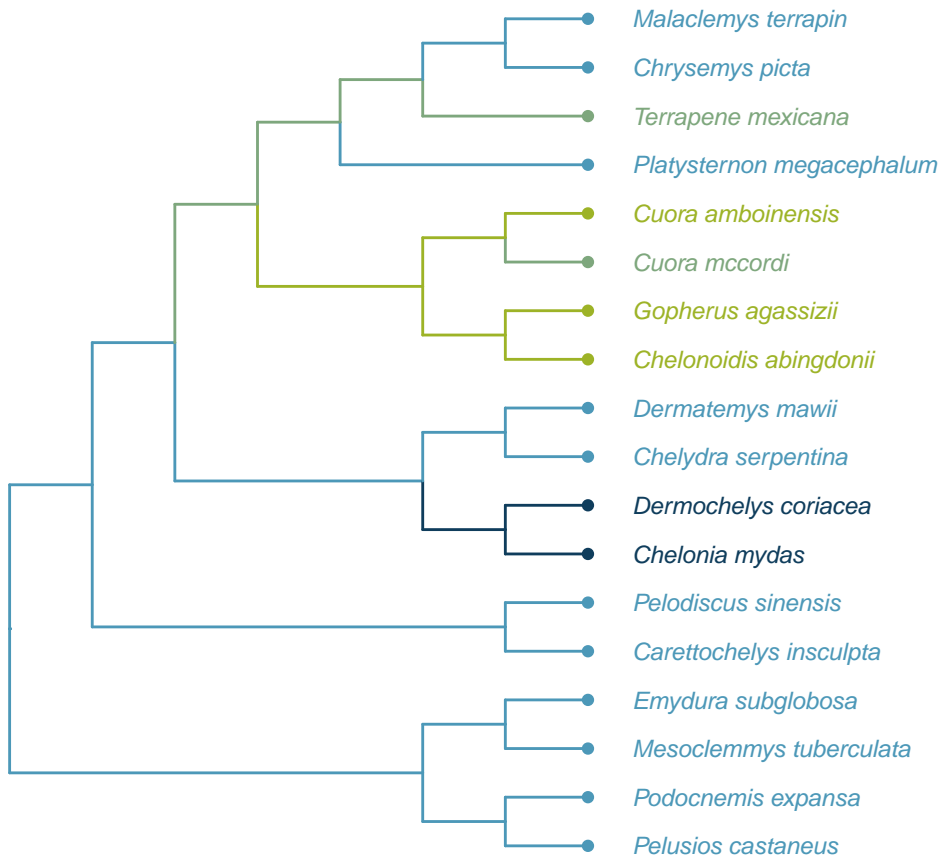 Malaclemys terrapin
Chrysemys picta
Terrapene mexicana
Platysternon megacephalum
Cuora amboinensis
Cuora mccordi
Gopherus agassizii
Chelonoidis abingdonii
Dermatemys mawii
Chelydra serpentina
Dermochelys coriacea
Chelonia mydas
Pelodiscus sinensis
Carettochelys insculpta
Emydura subglobosa
Mesoclemmys tuberculata
Podocnemis expansa
Pelusios castaneus